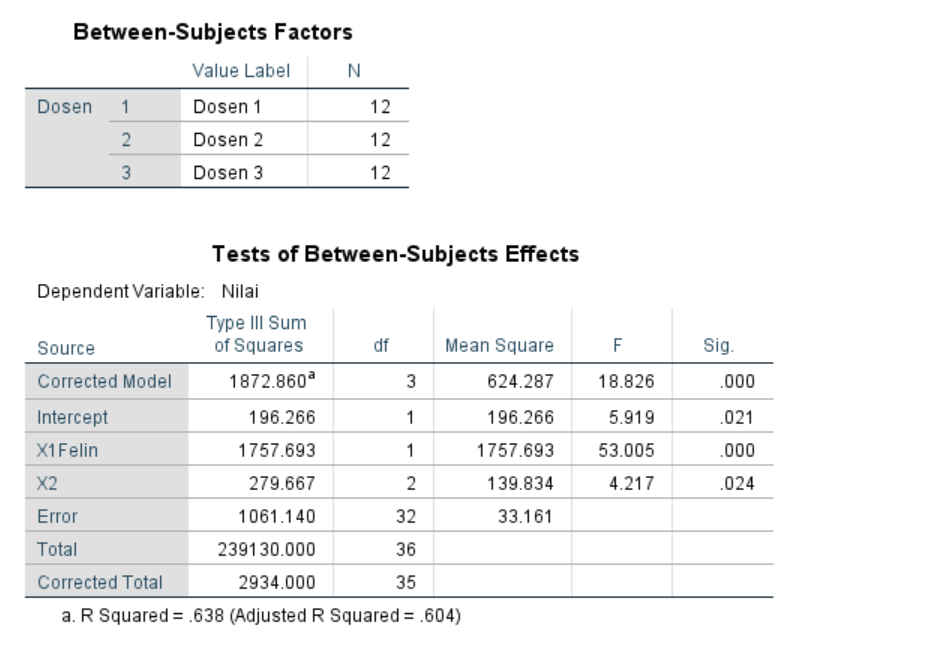 Between-Subjects Factors
Value Label N
Dosen 1 Dosen 1 12
2 Dosen 2 12
3 Dosen 3 12
Tests of Between-Subjects Effects
Dependent Variable: Nilai
Source Type III Sum of Squares df Mean Square F Sig.
Corrected Model 1872.860a 3 624.287 18.826 .000
Intercept 196.266 1 196.266 5.919 .021
X1Felin 1757.693 1 1757.693 53.005 .000
X2 279.667 2 139.834 4.217 .024
Error 1061.140 32 33.161
Total 239130.000 36
Corrected Total 2934.000 35
a. R Squared = .638 (Adjusted R Squared = .604)